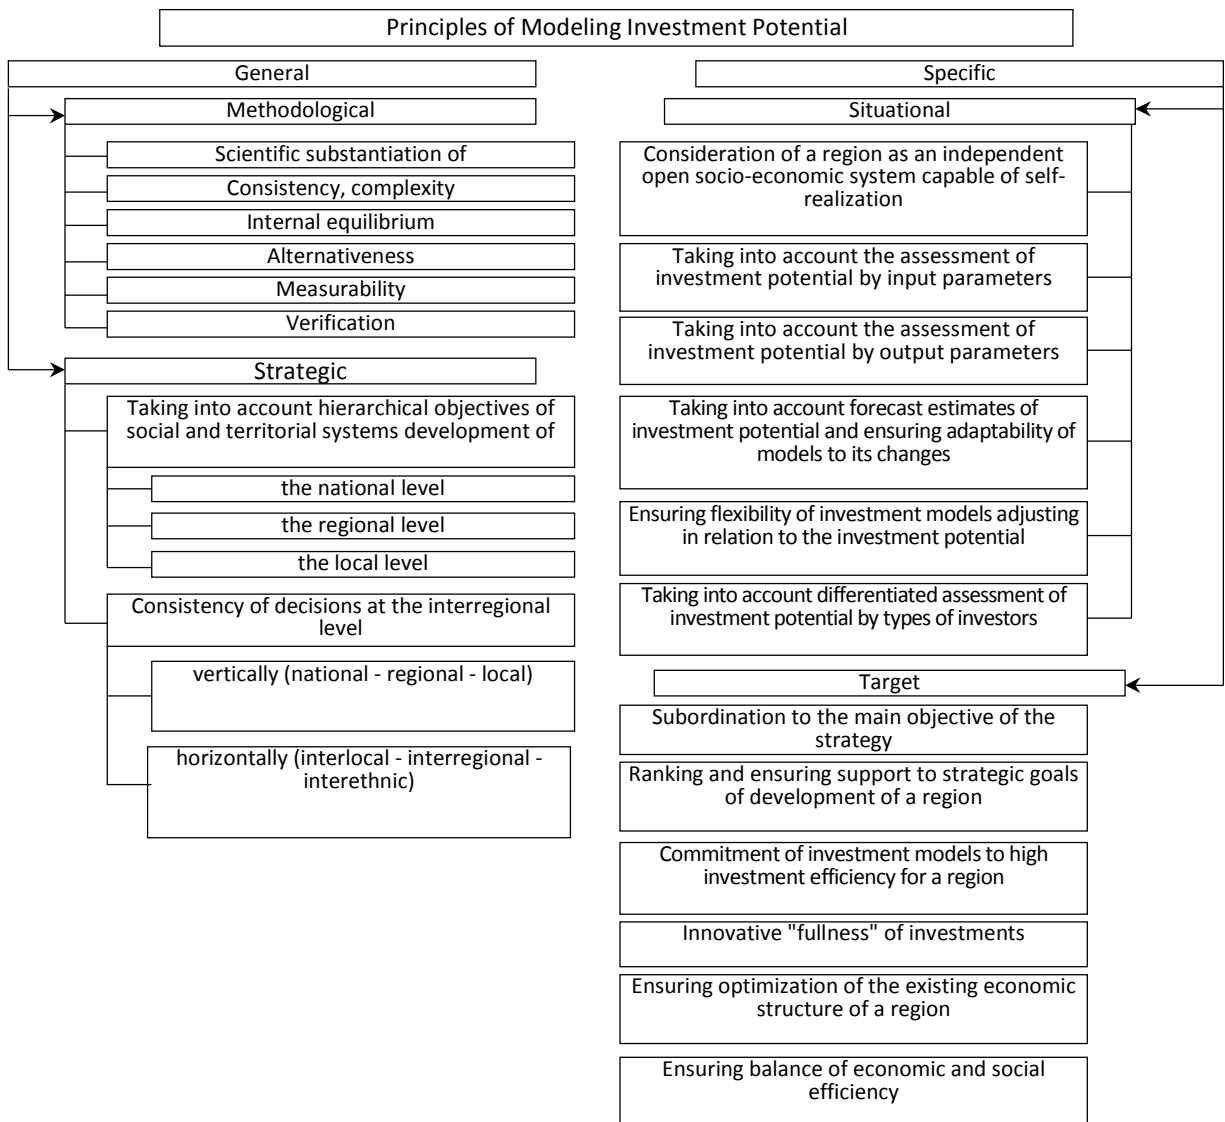 Principles of Modeling Investment Potential
General
Methodological
Scientific substantiation of
Consistency, complexity
Internal equilibrium
Alternativeness
Measurability
Verification
Strategic
Taking into account hierarchical objectives of
social and territorial systems development of
the national level
the regional level
the local level
Consistency of decisions at the interregional
level
vertically (national - regional - local)
horizontally (interlocal - interregional -
interethnic)
Specific
Situational
Consideration of a region as an independent
open socio-economic system capable of self-
realization
Taking into account the assessment of
investment potential by input parameters
Taking into account the assessment of
investment potential by output parameters
Taking into account forecast estimates of
investment potential and ensuring adaptability of
models to its changes
Ensuring flexibility of investment models adjusting
in relation to the investment potential
Taking into account differentiated assessment of
investment potential by types of investors
Target
Subordination to the main objective of the
strategy
Ranking and ensuring support to strategic goals
of development of a region
Commitment of investment models to high
investment efficiency for a region
Innovative "fullness" of investments
Ensuring optimization of the existing economic
structure of a region
Ensuring balance of economic and social
efficiency